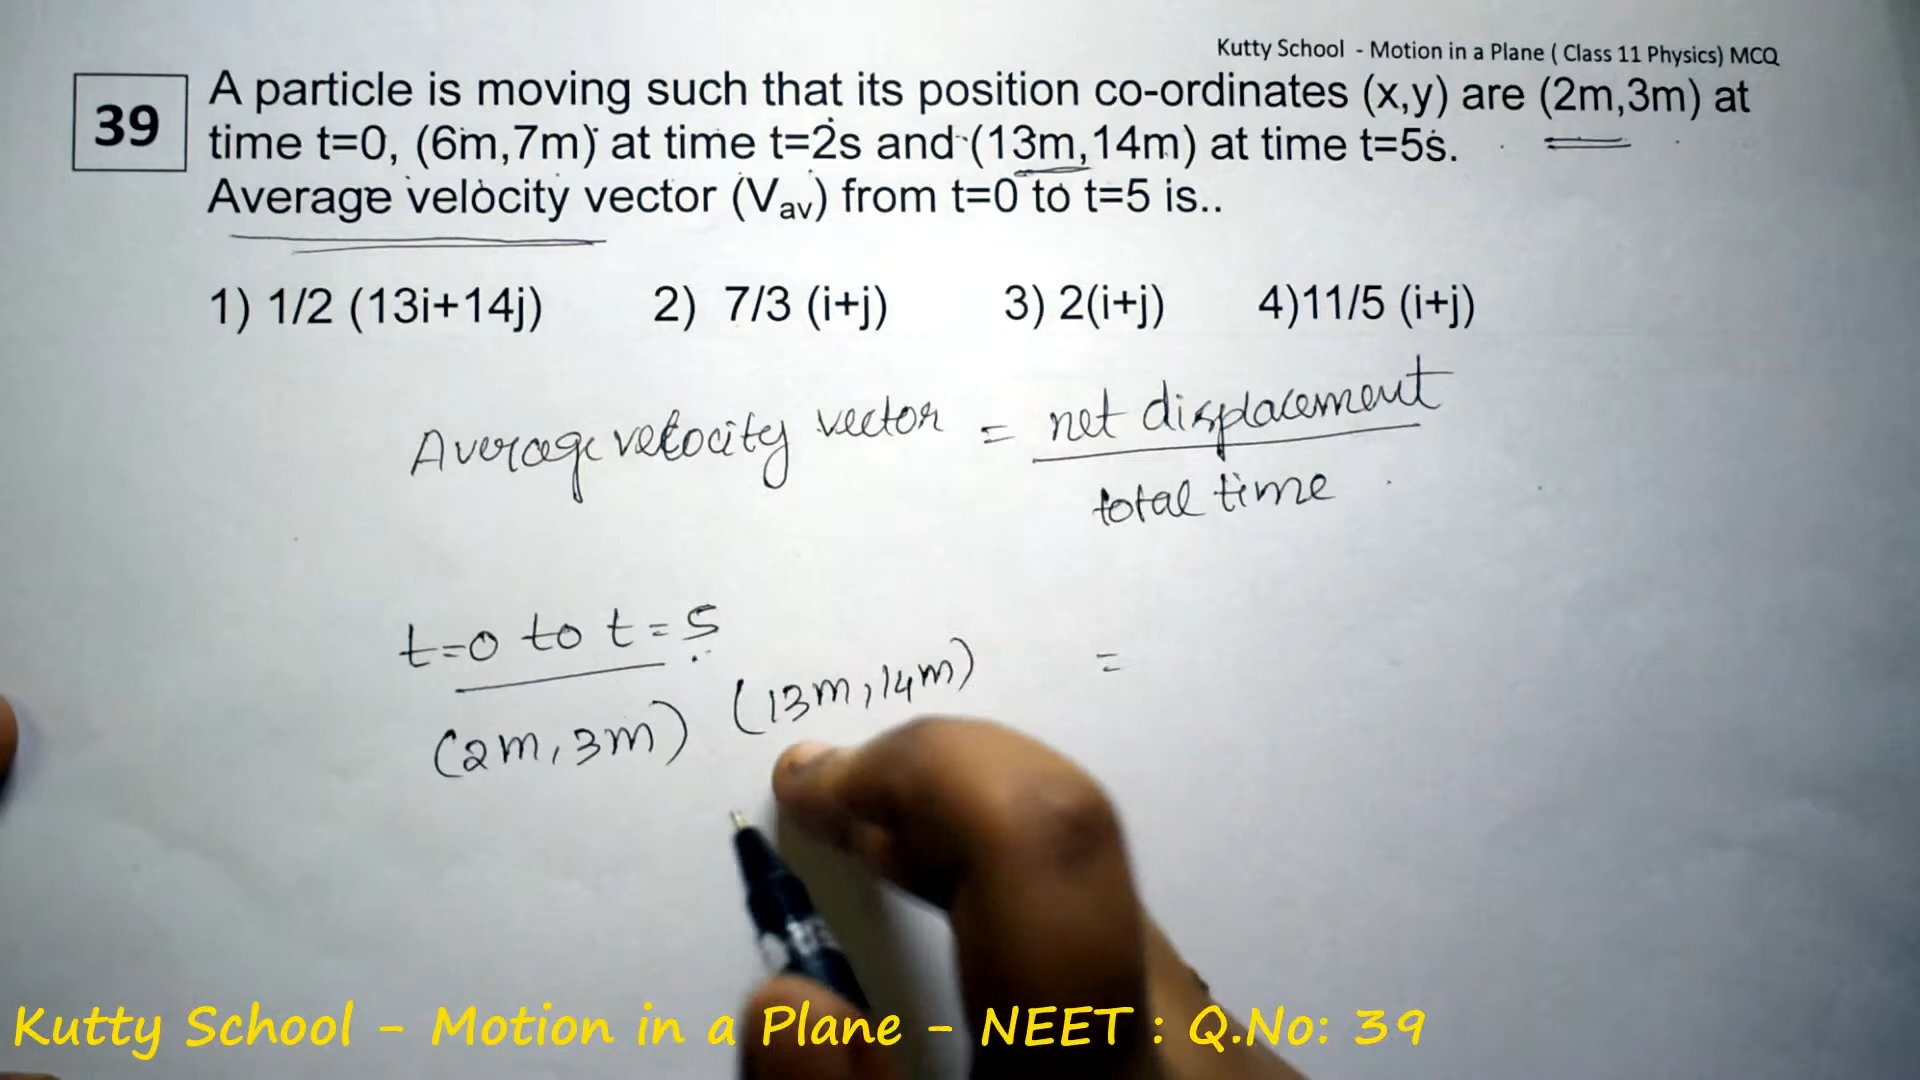 Kutty School - Motion in a Plane ( Class 11 Physics) MCQ
39
A particle is moving such that its position co-ordinates (x,y) are (2m,3m) at
time t=0, (6m,7m) at time t=2s and (13m,14m) at time t=5s.
Average velocity vector (Vav) from t=0 to t=5 is..
1) 1/2 (13i+14j) 2) 7/3 (i+j) 3) 2(i+j) 4)11/5 (i+j)
Average velocity vector = net displacement
total time
t=0 to t=5
(2m,3m) (13m,14m) =
Kutty School - Motion in a Plane - NEET : Q.No: 39